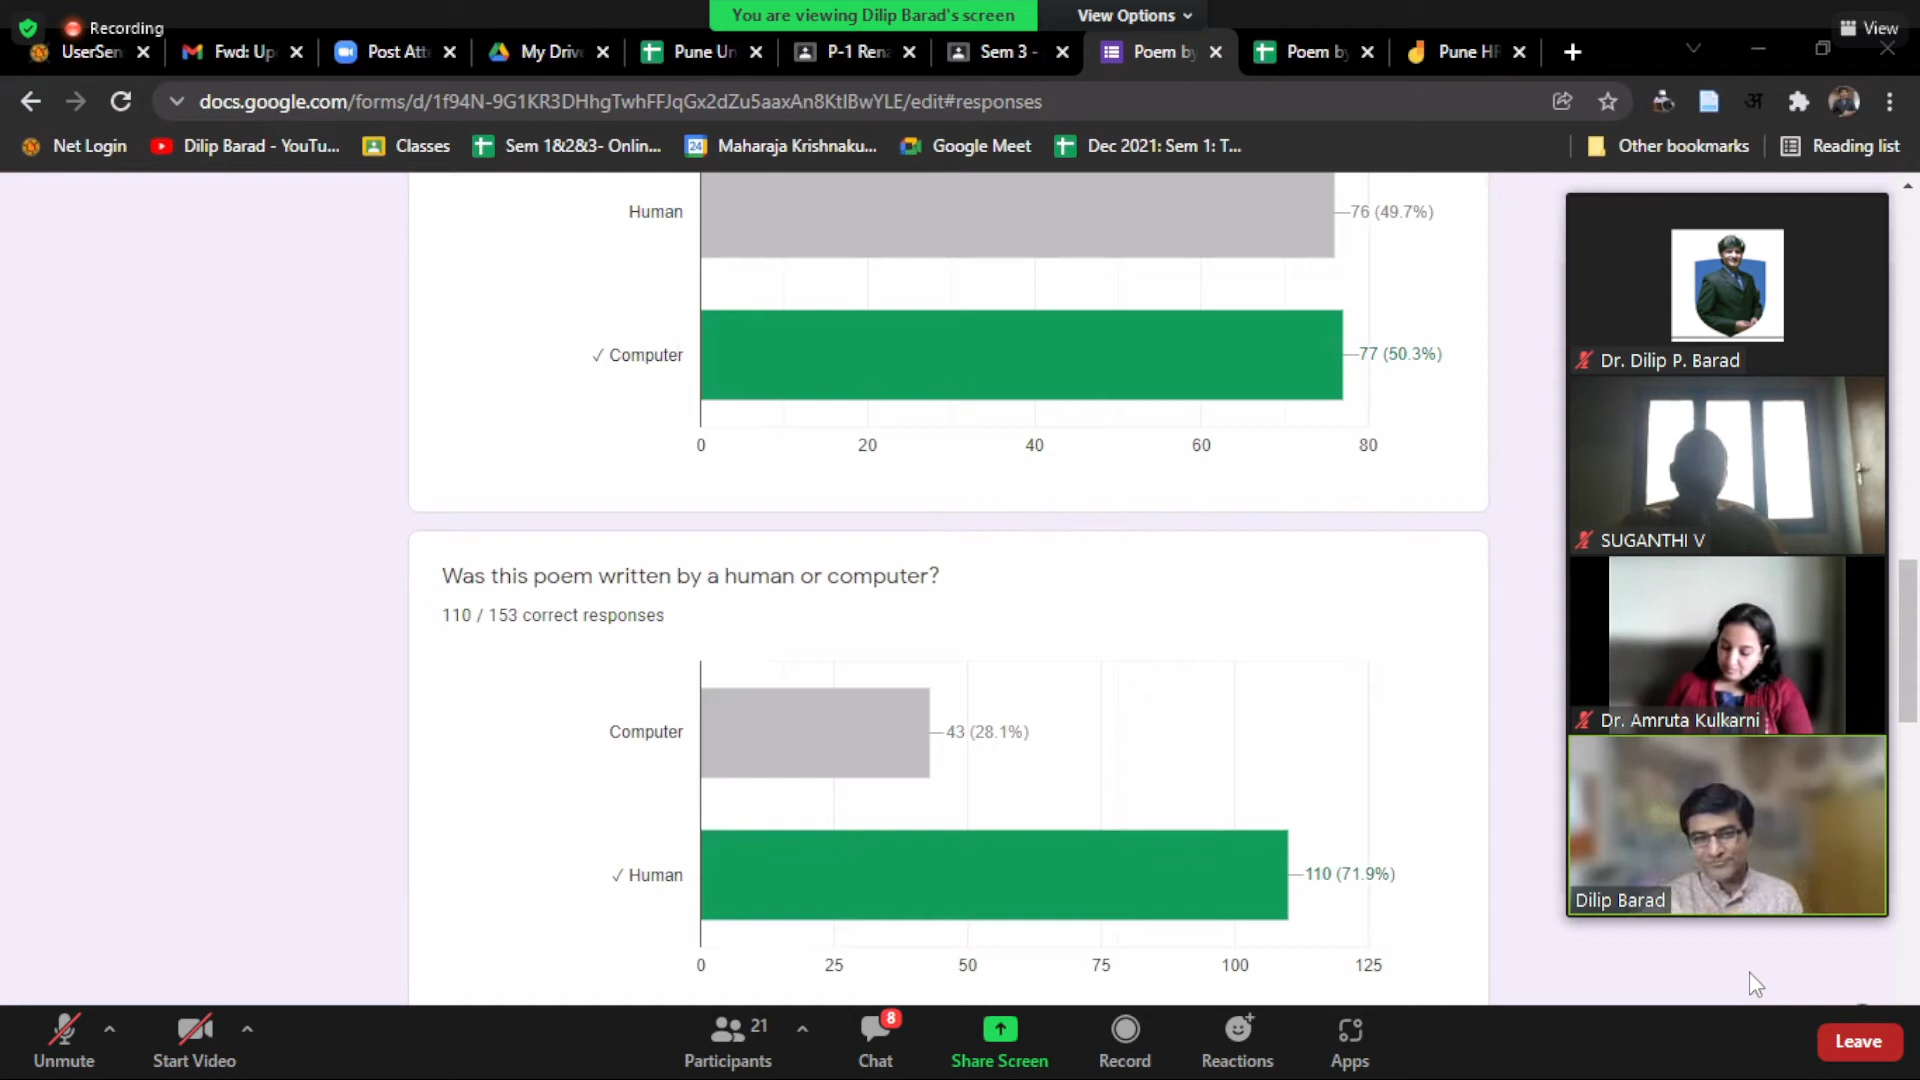 Recording
You are viewing Dilip Barad's screen
View Options
View
UserSen
Fwd: Up
Post Att
My Driv
Pune Un
P-1 Ren
Sem 3 -
Poem by
Poem by
Pune HR
docs.google.com/forms/d/1f94N-9G1KR3DHhgTwhFFJqGx2dZu5aaxAn8KtIBwYLE/edit#responses
अ
Net Login
Dilip Barad - YouTu...
Classes
Sem 1&2&3- Onlin...
24
Maharaja Krishnaku...
Google Meet
Dec 2021: Sem 1: T...
Other bookmarks
Reading list
Human
76 (49.7%)
✓ Computer
77 (50.3%)
0 20 40 60 80
Was this poem written by a human or computer?
110 / 153 correct responses
Computer
43 (28.1%)
✓ Human
110 (71.9%)
0 25 50 75 100 125
Dr. Dilip P. Barad
SUGANTHI V
Dr. Amruta Kulkarni
Dilip Barad
Unmute
Start Video
21
Participants
8
Chat
Share Screen
Record
Reactions
Apps
Leave